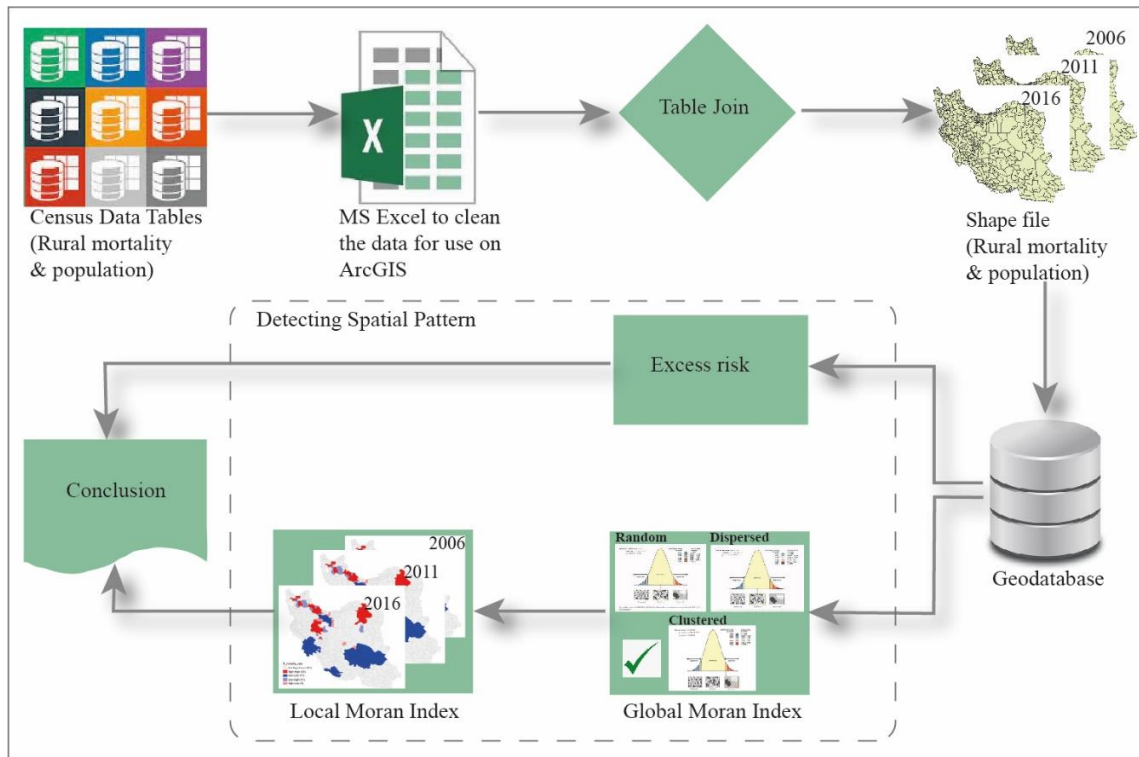 Census Data Tables
(Rural mortality
& population)
X
MS Excel to clean
the data for use on
ArcGIS
Table Join
2006
2011
2016
Shape file
(Rural mortality
& population)
Detecting Spatial Pattern
Excess risk
Conclusion
Geodatabase
2006
2011
2016
Local Moran Index
Random
Dispersed
Clustered
Global Moran Index